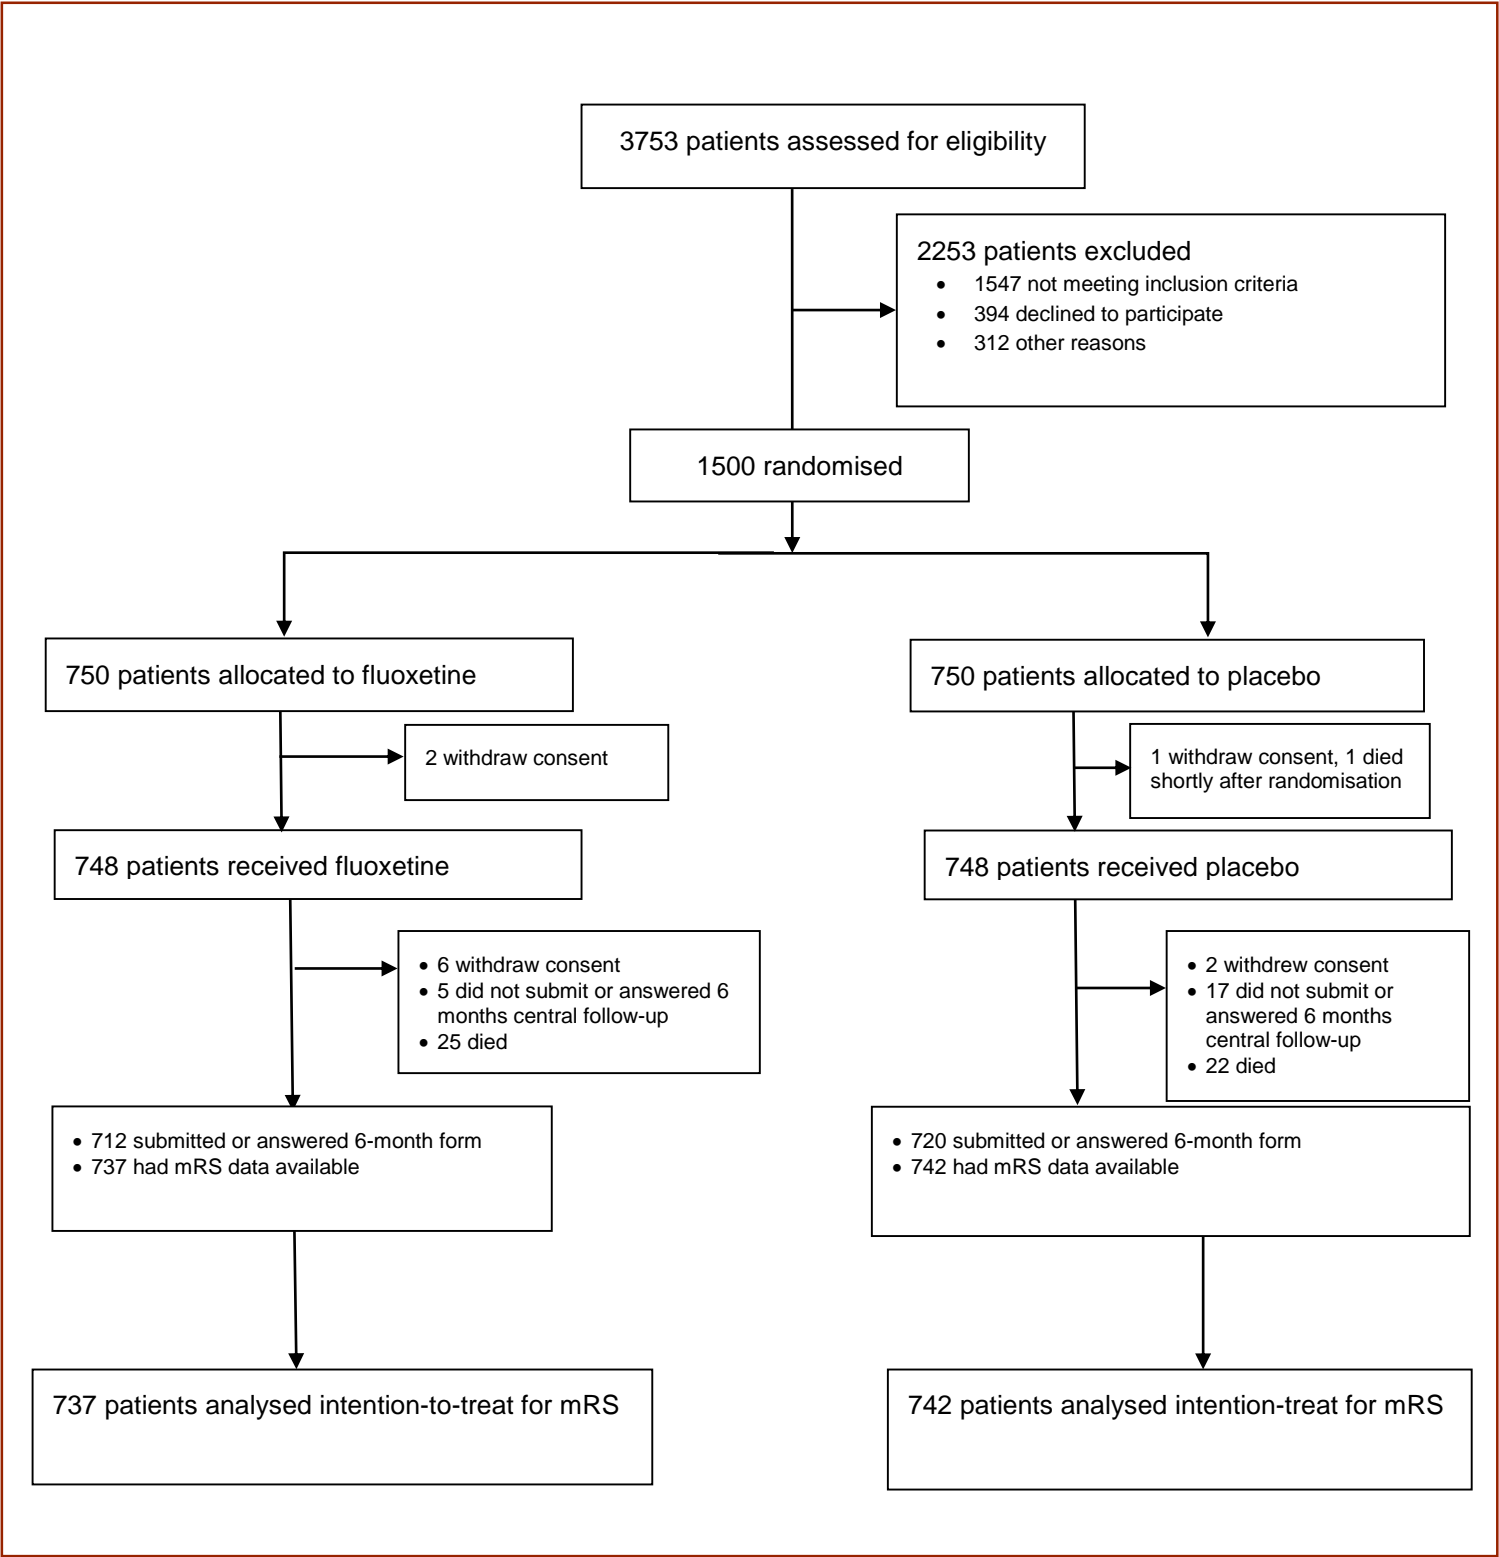 3753 patients assessed for eligibility
2253 patients excluded
• 1547 not meeting inclusion criteria
• 394 declined to participate
• 312 other reasons
1500 randomised
750 patients allocated to fluoxetine
750 patients allocated to placebo
2 withdraw consent
1 withdraw consent, 1 died
shortly after randomisation
748 patients received fluoxetine
748 patients received placebo
• 6 withdraw consent
• 5 did not submit or answered 6
months central follow-up
• 25 died
• 2 withdrew consent
• 17 did not submit or
answered 6 months
central follow-up
• 22 died
• 712 submitted or answered 6-month form
• 737 had mRS data available
• 720 submitted or answered 6-month form
• 742 had mRS data available
737 patients analysed intention-to-treat for mRS
742 patients analysed intention-treat for mRS